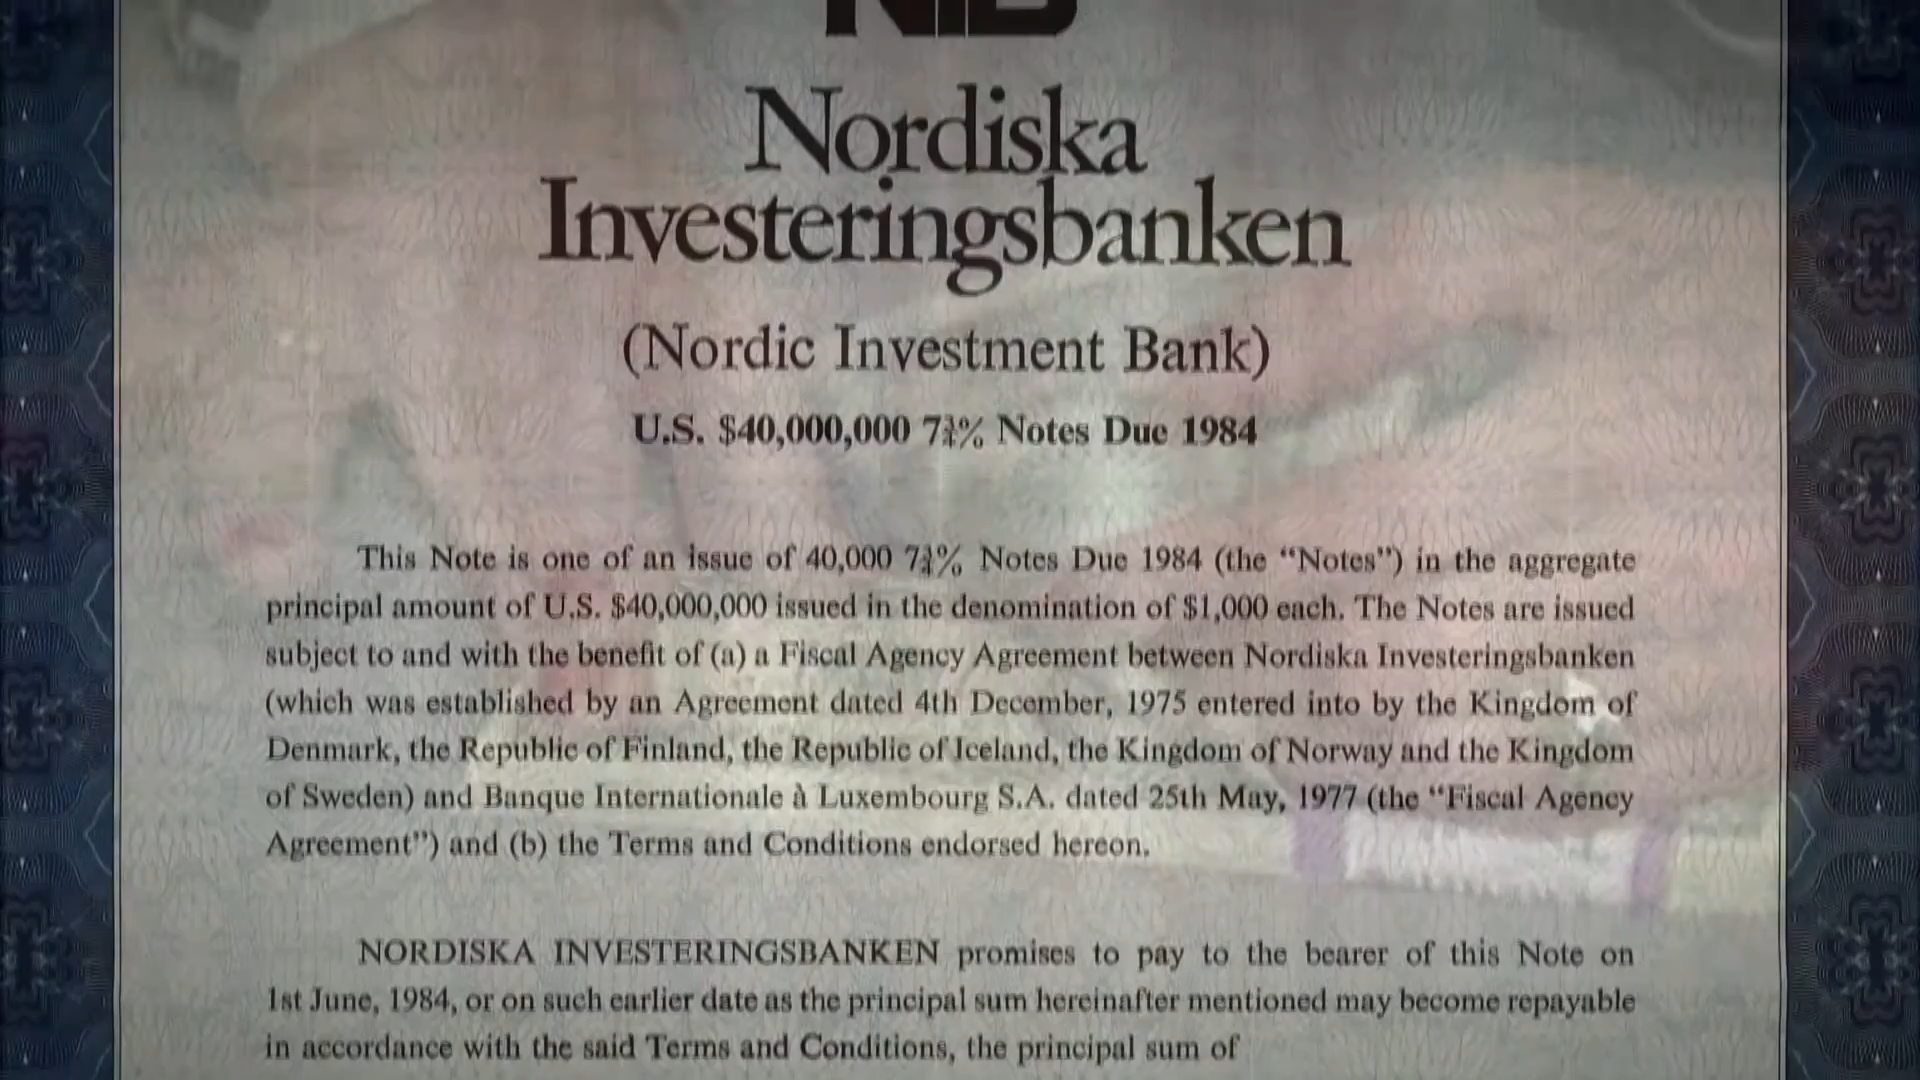 NIB
Nordiska
Investeringsbanken
(Nordic Investment Bank)
U.S. $40,000,000 7¾% Notes Due 1984
This Note is one of an issue of 40,000 7¾% Notes Due 1984 (the “Notes”) in the aggregate
principal amount of U.S. $40,000,000 issued in the denomination of $1,000 each. The Notes are issued
subject to and with the benefit of (a) a Fiscal Agency Agreement between Nordiska Investeringsbanken
(which was established by an Agreement dated 4th December, 1975 entered into by the Kingdom of
Denmark, the Republic of Finland, the Republic of Iceland, the Kingdom of Norway and the Kingdom
of Sweden) and Banque Internationale à Luxembourg S.A. dated 25th May, 1977 (the “Fiscal Agency
Agreement”) and (b) the Terms and Conditions endorsed hereon.
NORDISKA INVESTERINGSBANKEN promises to pay to the bearer of this Note on
1st June, 1984, or on such earlier date as the principal sum hereinafter mentioned may become repayable
in accordance with the said Terms and Conditions, the principal sum of